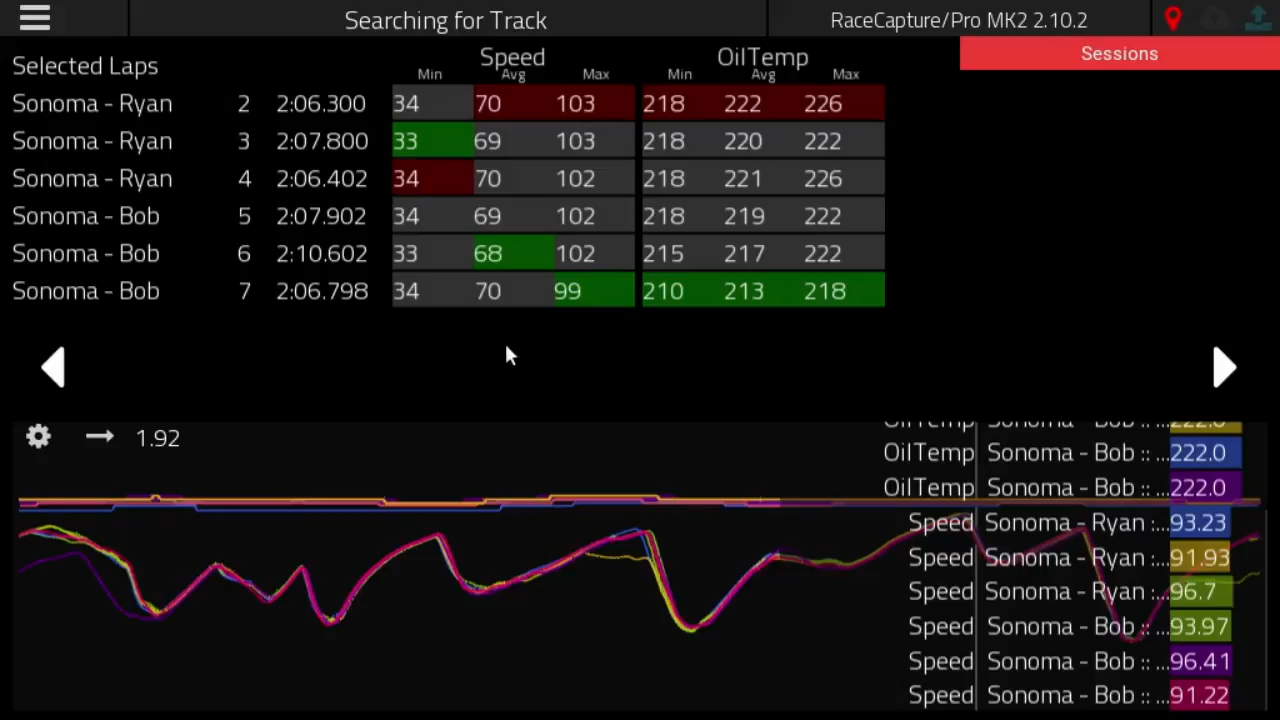 Searching for Track RaceCapture/Pro MK2 2.10.2
Sessions
Speed OilTemp
Selected Laps Min Avg Max Min Avg Max
Sonoma - Ryan 2 2:06.300 34 70 103 218 222 226
Sonoma - Ryan 3 2:07.800 33 69 103 218 220 222
Sonoma - Ryan 4 2:06.402 34 70 102 218 221 226
Sonoma - Bob 5 2:07.902 34 69 102 218 219 222
Sonoma - Bob 6 2:10.602 33 68 102 215 217 222
Sonoma - Bob 7 2:06.798 34 70 99 210 213 218
1.92
OilTemp Sonoma - Bob :: ...222.0
OilTemp Sonoma - Bob :: ...222.0
OilTemp Sonoma - Bob :: ...222.0
Speed Sonoma - Ryan :...93.23
Speed Sonoma - Ryan :...91.93
Speed Sonoma - Ryan :...96.7
Speed Sonoma - Bob :: ...93.97
Speed Sonoma - Bob :: ...96.41
Speed Sonoma - Bob :: ...91.22